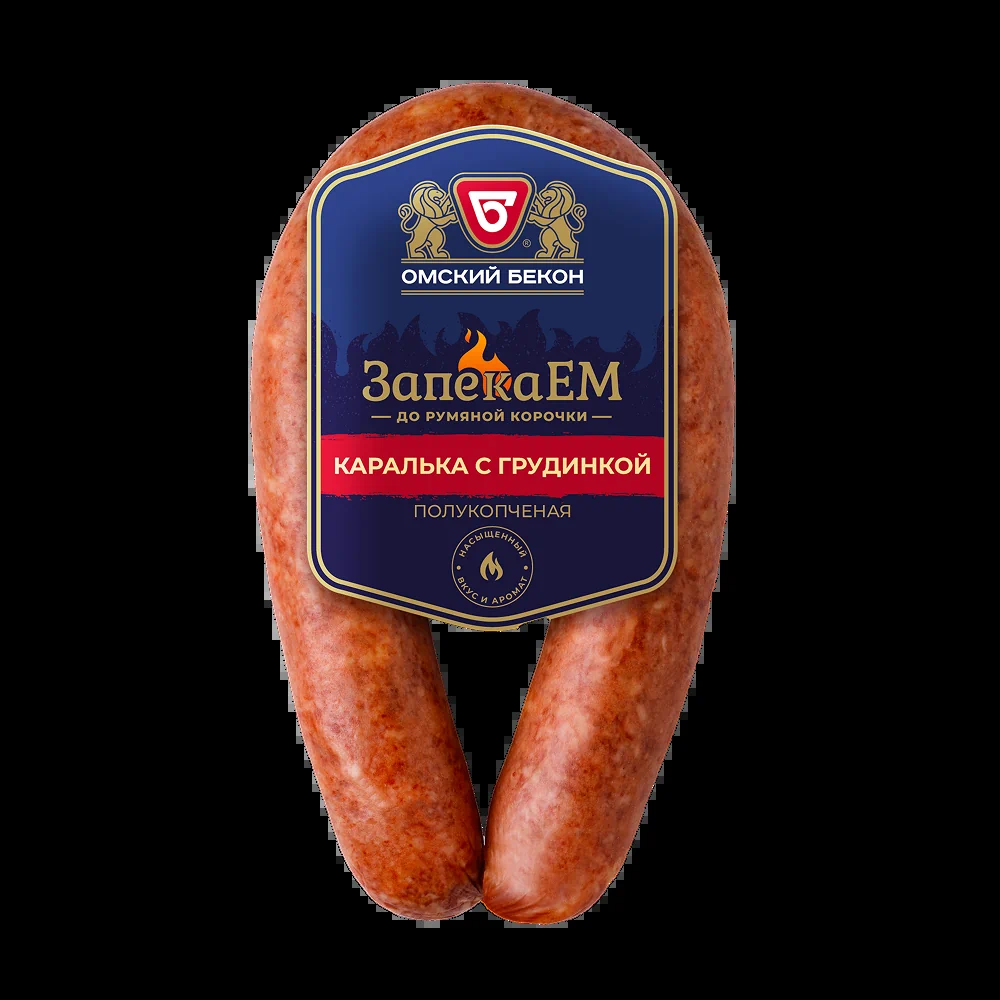 Б
®
ОМСКИЙ БЕКОН
ЗапекаЕМ
ДО РУМЯНОЙ КОРОЧКИ
КАРАЛЬКА С ГРУДИНКОЙ
ПОЛУКОПЧЕНАЯ
НАСЫЩЕННЫЙ
ВКУС И АРОМАТ